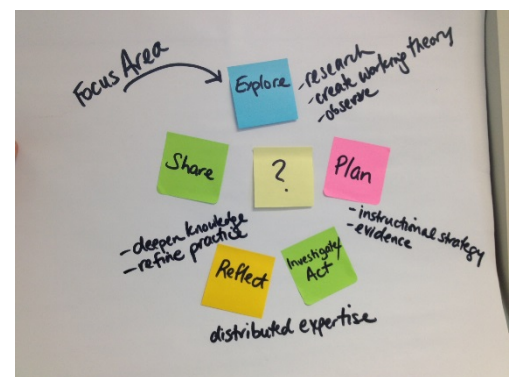 Focus Area
Explore
- research
- create working theory
- observe
Share
?
Plan
- deepen knowledge
- refine practice
- instructional strategy
- evidence
Reflect
Investigate/
Act
distributed expertise